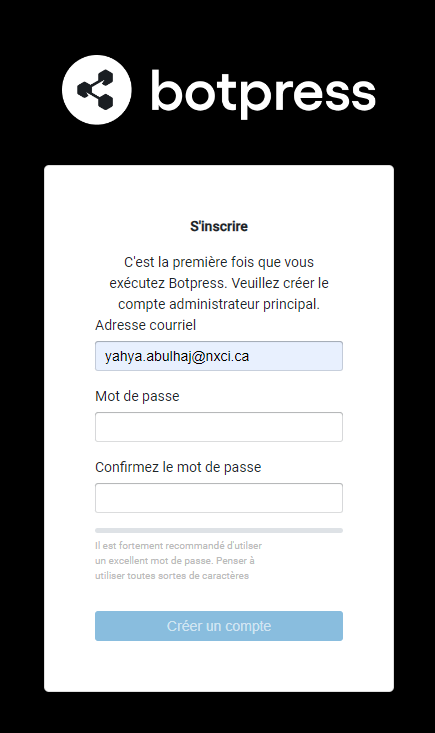 botpress
S'inscrire
C'est la première fois que vous
exécutez Botpress. Veuillez créer le
compte administrateur principal.
Adresse courriel
yahya.abulhaj@nxci.ca
Mot de passe
Confirmez le mot de passe
Il est fortement recommandé d'utilser
un excellent mot de passe. Penser à
utiliser toutes sortes de caractères
Créer un compte